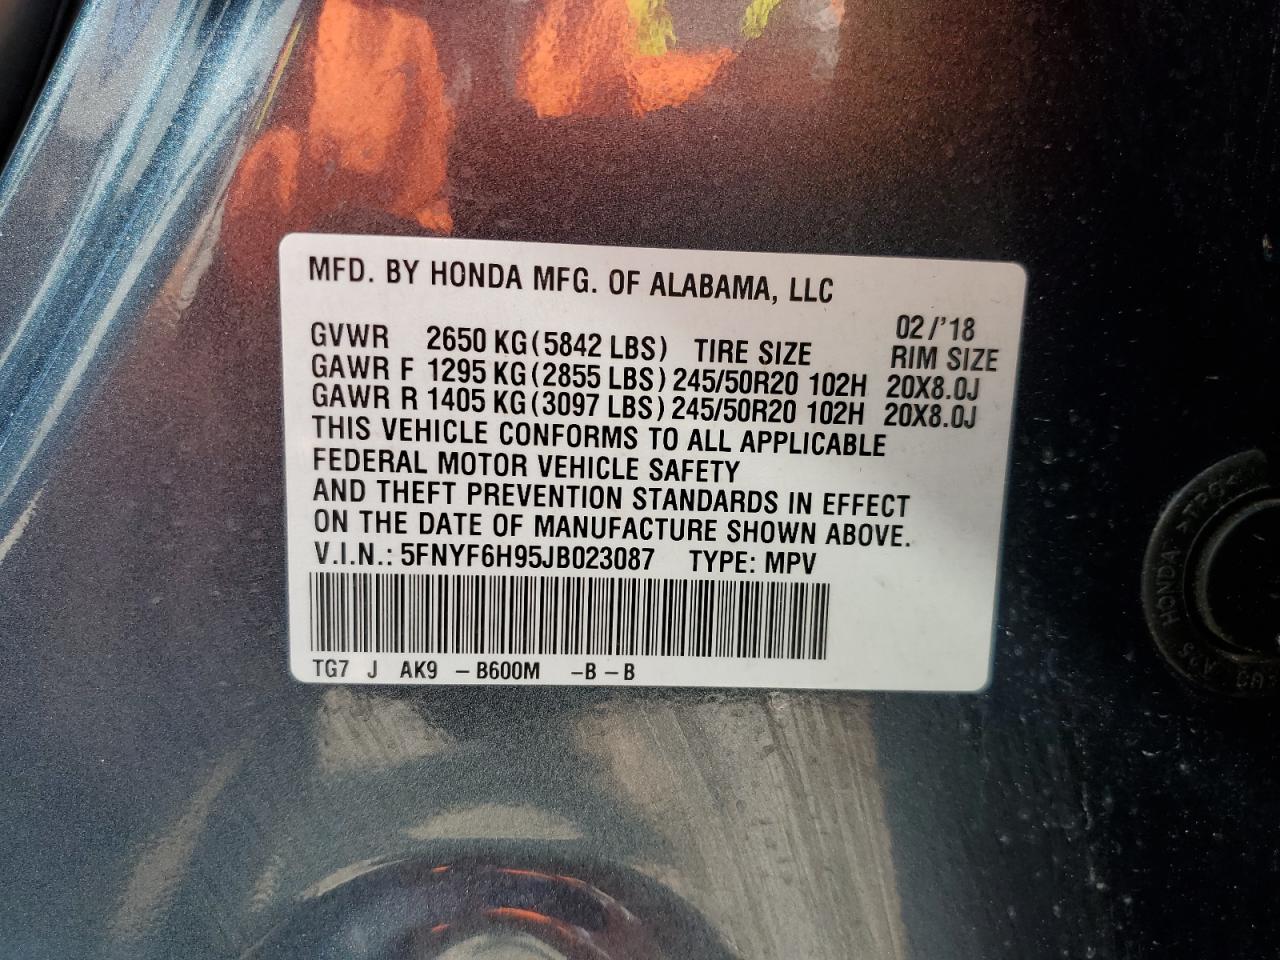 MFD. BY HONDA MFG. OF ALABAMA, LLC
02/'18
GVWR 2650 KG(5842 LBS) TIRE SIZE RIM SIZE
GAWR F 1295 KG(2855 LBS) 245/50R20 102H 20X8.0J
GAWR R 1405 KG(3097 LBS) 245/50R20 102H 20X8.0J
THIS VEHICLE CONFORMS TO ALL APPLICABLE
FEDERAL MOTOR VEHICLE SAFETY
AND THEFT PREVENTION STANDARDS IN EFFECT
ON THE DATE OF MANUFACTURE SHOWN ABOVE.
V.I.N.: 5FNYF6H95JB023087 TYPE: MPV
TG7 J AK9 -B600M -B-B
HONDA